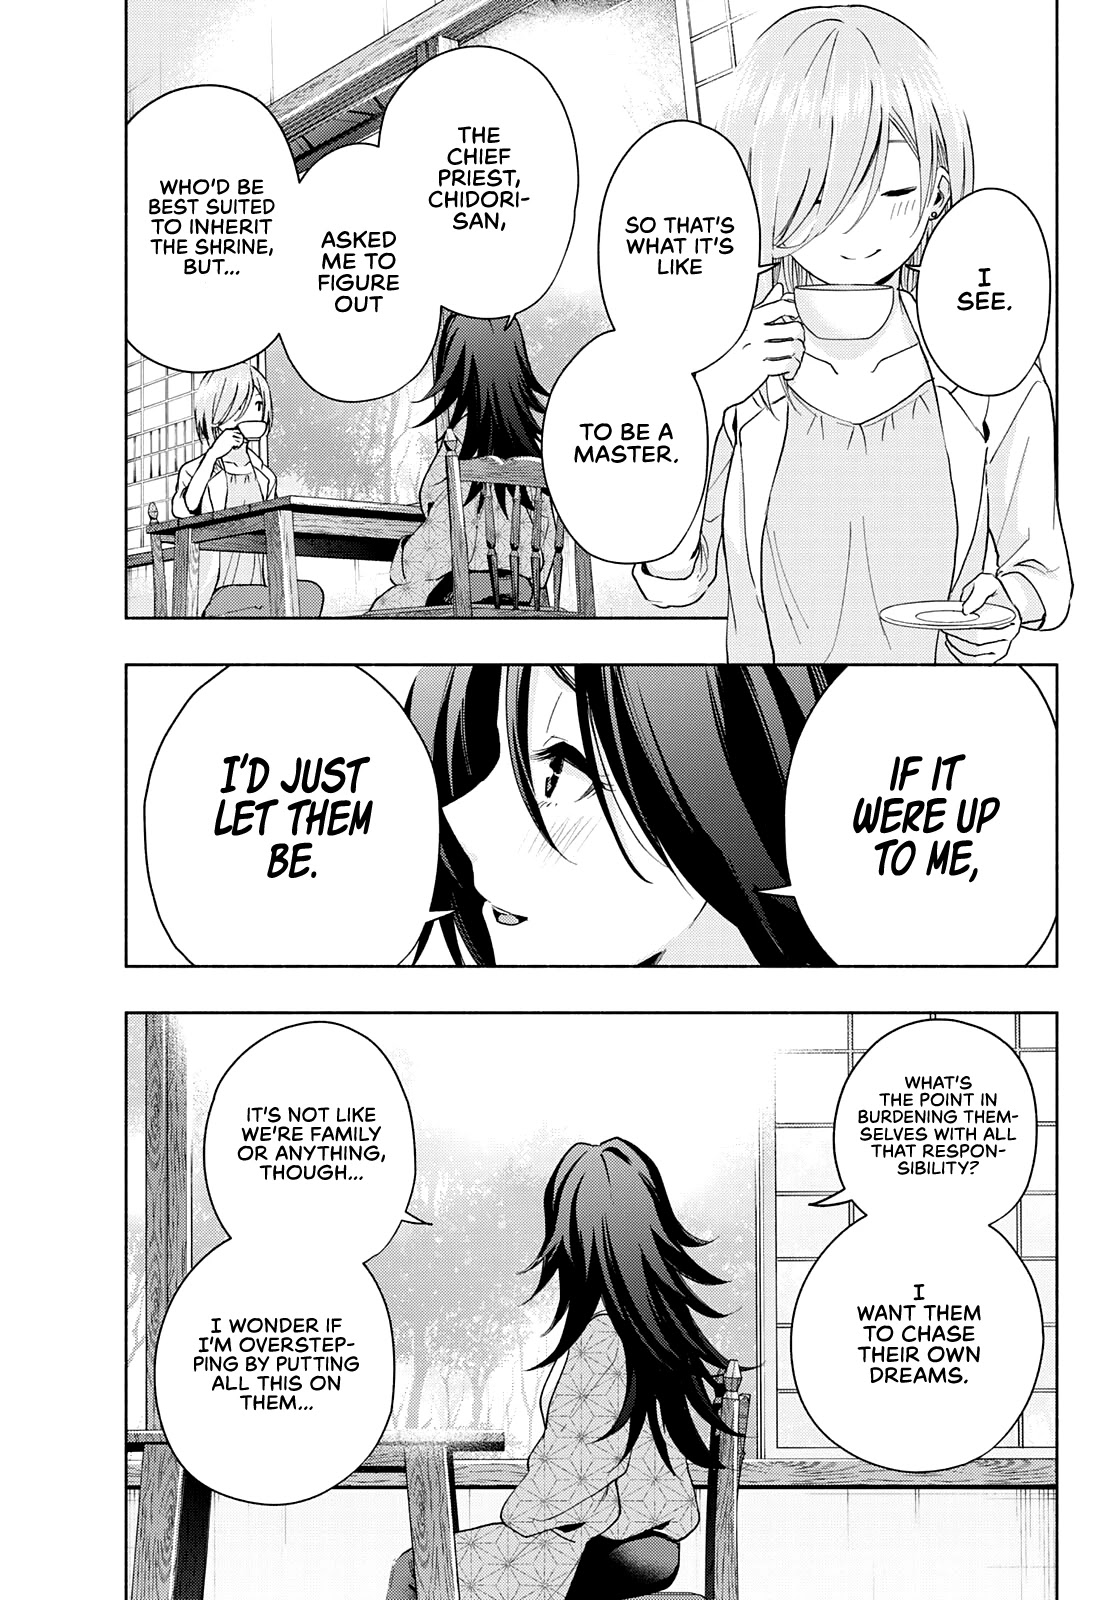 I
SEE.
SO THAT'S
WHAT IT'S
LIKE
TO BE A
MASTER.
THE
CHIEF
PRIEST,
CHIDORI-
SAN,
ASKED
ME TO
FIGURE
OUT
WHO'D BE
BEST SUITED
TO INHERIT
THE SHRINE,
BUT...
IF IT
WERE UP
TO ME,
I'D JUST
LET THEM
BE.
WHAT'S
THE POINT IN
BURDENING THEM-
SELVES WITH ALL
THAT RESPON-
SIBILITY?
I
WANT THEM
TO CHASE
THEIR OWN
DREAMS.
IT'S NOT LIKE
WE'RE FAMILY
OR ANYTHING,
THOUGH...
I WONDER IF
I'M OVERSTEP-
PING BY PUTTING
ALL THIS ON
THEM...